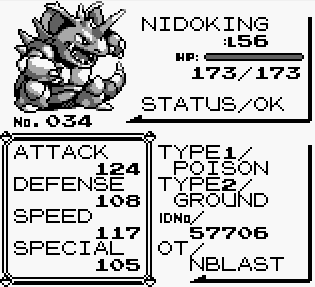 NIDOKING
:L56
HP:
173/173
STATUS/OK
No. 034
ATTACK
124
DEFENSE
108
SPEED
117
SPECIAL
105
TYPE1/
POISON
TYPE2/
GROUND
IDNo/
57706
OT/
NBLAST